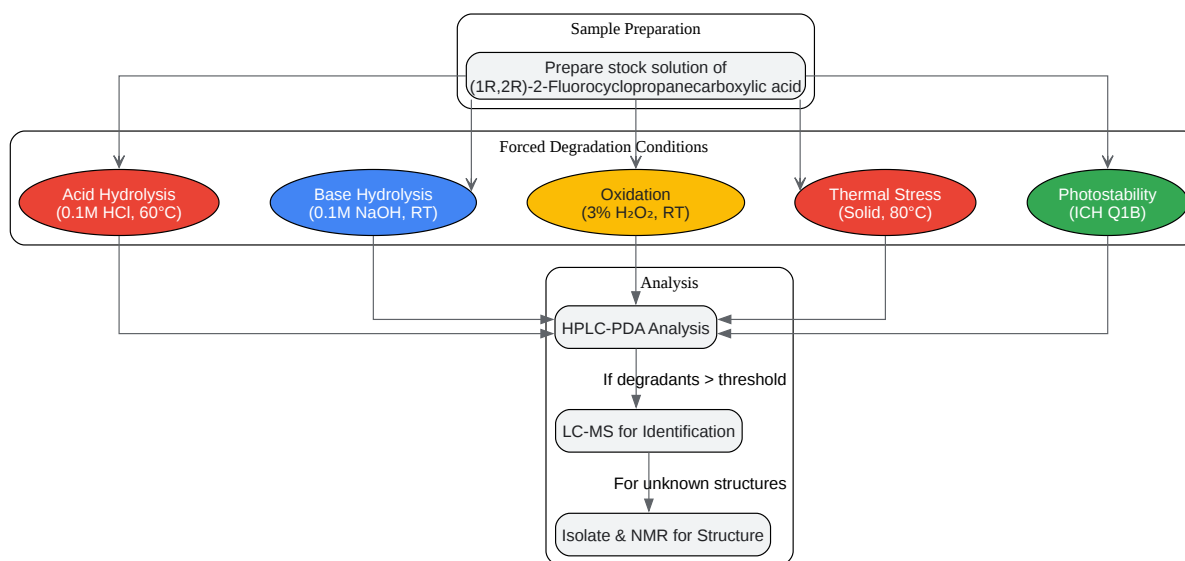 Sample Preparation
Prepare stock solution of
(1R,2R)-2-Fluorocyclopropanecarboxylic acid
Forced Degradation Conditions
Acid Hydrolysis
(0.1M HCl, 60°C)
Base Hydrolysis
(0.1M NaOH, RT)
Oxidation
(3% H₂O₂, RT)
Thermal Stress
(Solid, 80°C)
Photostability
(ICH Q1B)
Analysis
HPLC-PDA Analysis
If degradants > threshold
LC-MS for Identification
For unknown structures
Isolate & NMR for Structure